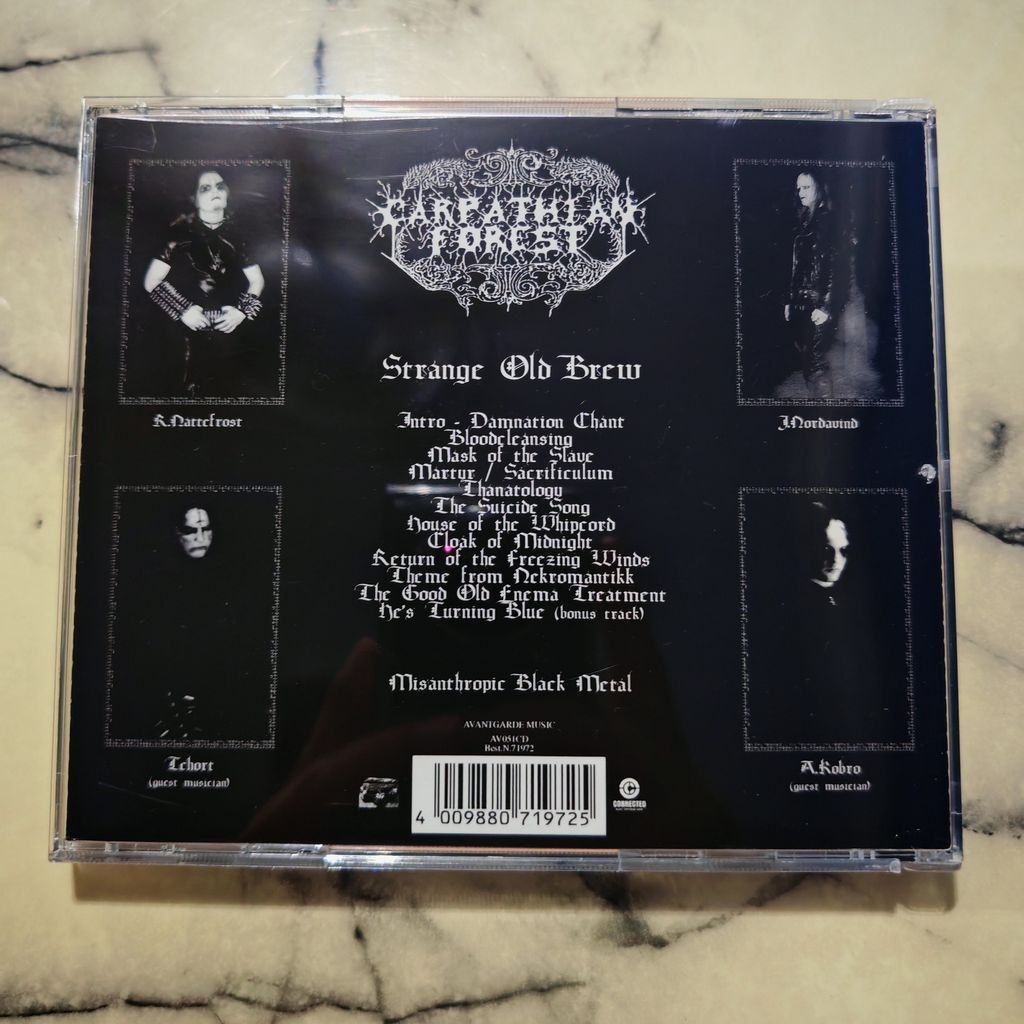 CARPATHIAN
FOREST
R.Nattefrost
J.Nordavind
Strange Old Brew
Intro - Damnation Chant
Bloodcleansing
Mask of the Slave
Martyr / Sacrificulum
Thanatology
The Suicide Song
House of the Whipcord
Cloak of Midnight
Return of the Freezing Winds
Theme from Nekromantikk
The Good Old Enema Treatment
He's Turning Blue (bonus track)
Misanthropic Black Metal
Tchort
(guest musician)
A.Kobro
(guest musician)
AVANTGARDE MUSIC
AV051CD
Best.N.71972
4 009880 719725
CONNECTED